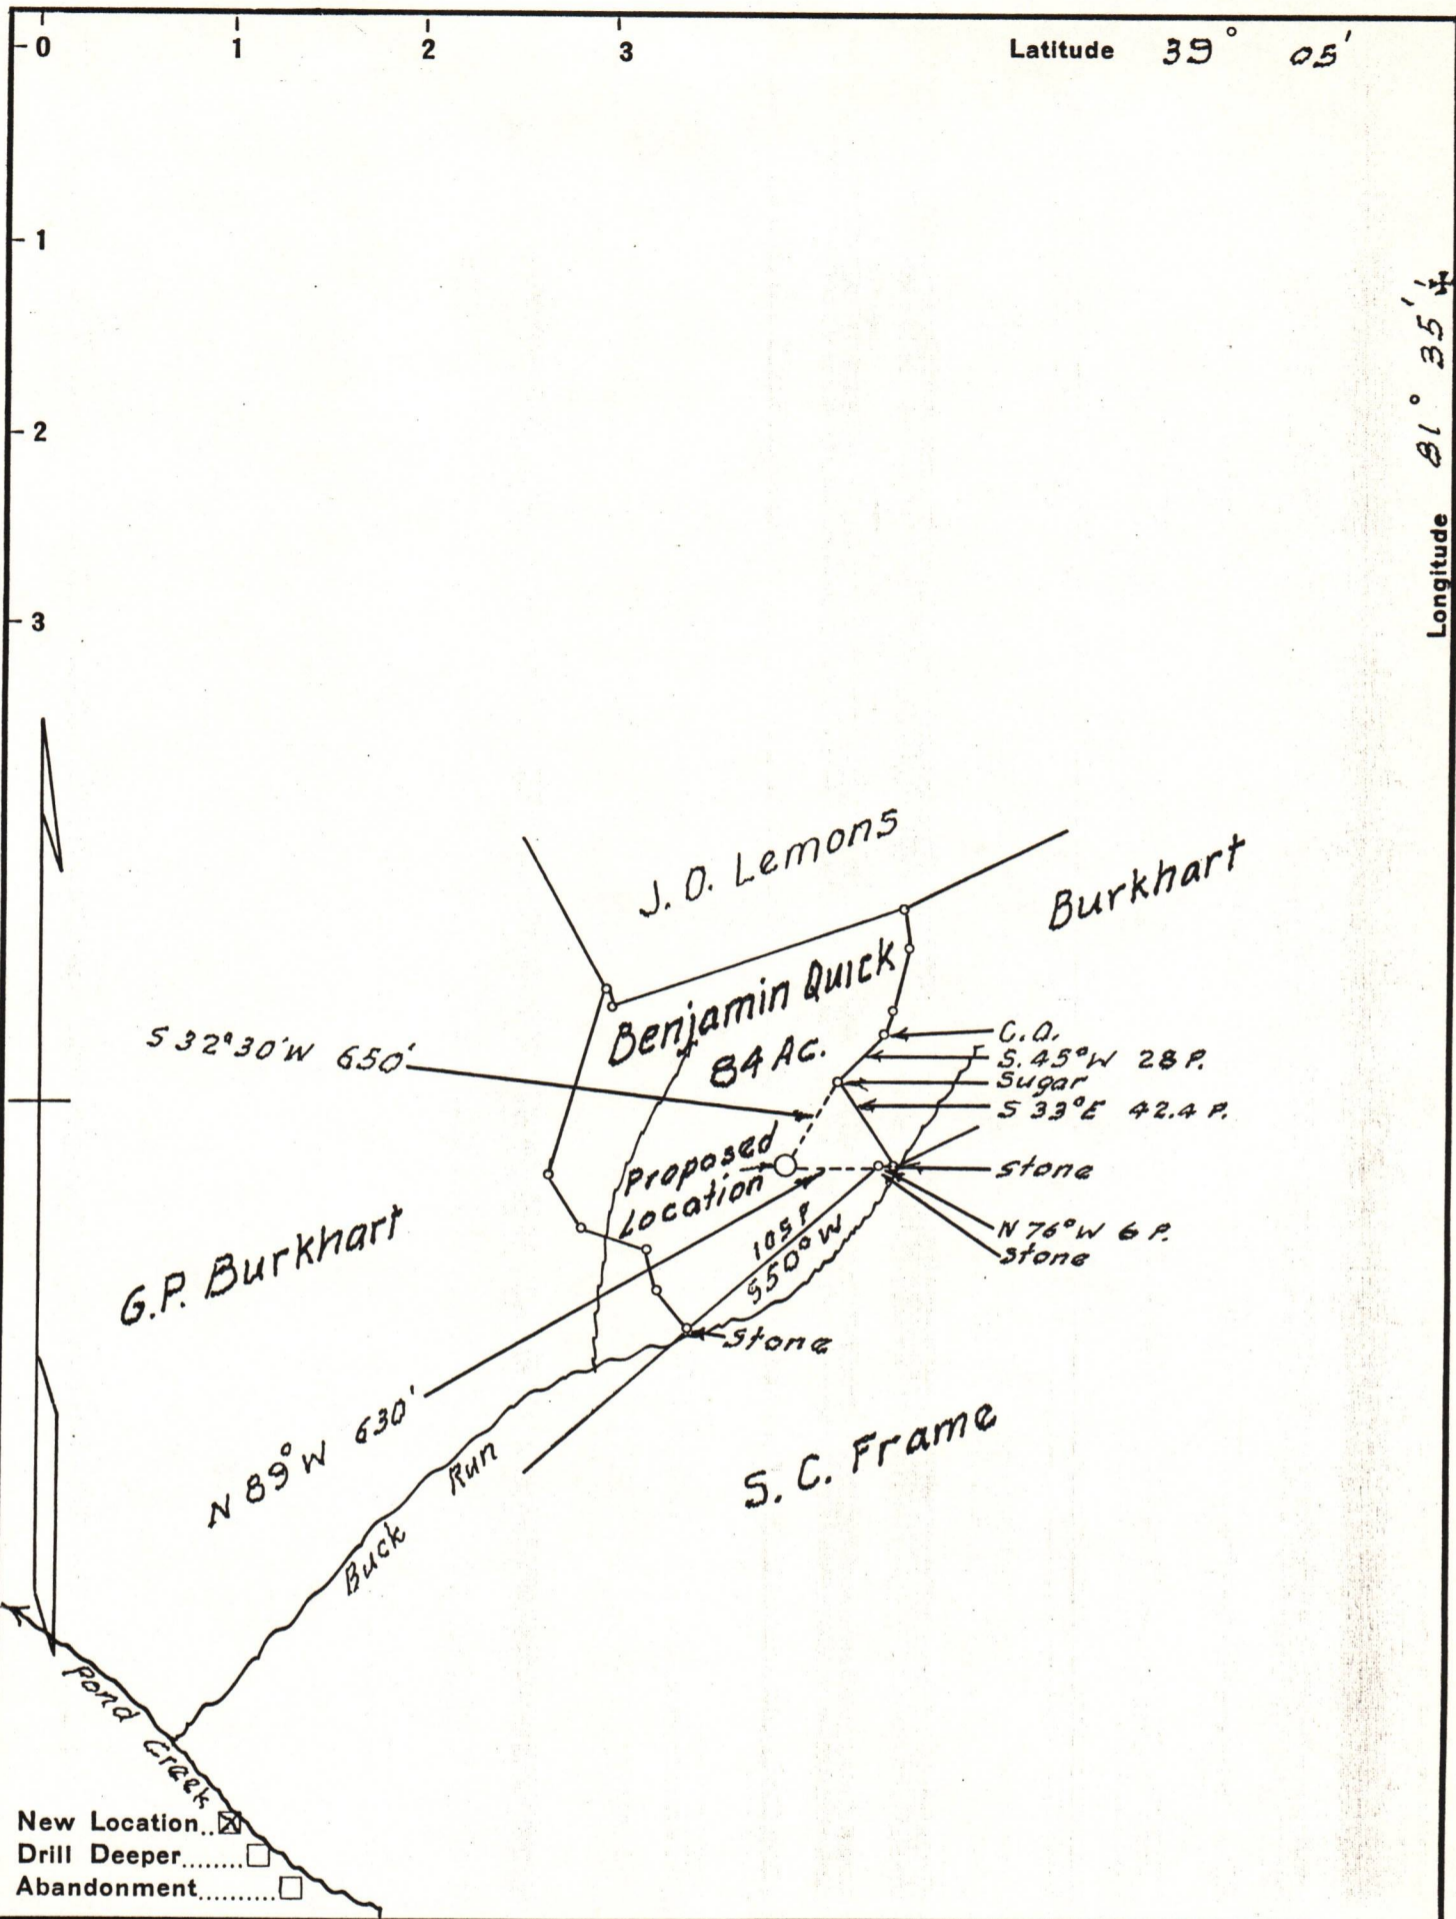 0 1 2 3
Latitude 39° 05'
1
2
3
Longitude 81° 35'
J. O. Lemons
Burkhart
Benjamin Quick
84 Ac.
S 32°30'W 650'
C.O.
S. 45°W 28 P.
Sugar
S 33°E 42.4 P.
Proposed
Location
Stone
N 76°W 6 P.
Stone
105 P
S50°W
G.P. Burkhart
Stone
N 89°W 630'
S. C. Frame
Buck Run
Pond Creek
New Location..☒
Drill Deeper........☐
Abandonment..........☐